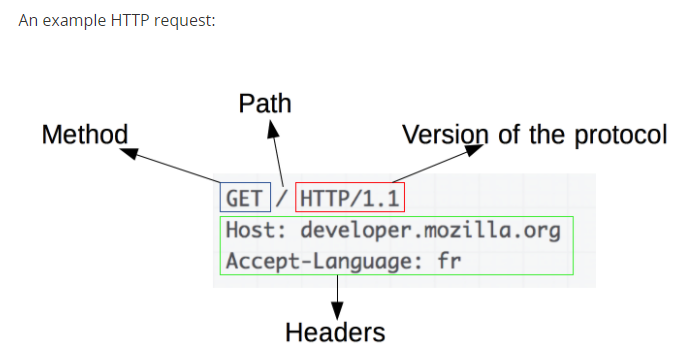 An example HTTP request:
Path
Method
Version of the protocol
GET / HTTP/1.1
Host: developer.mozilla.org
Accept-Language: fr
Headers